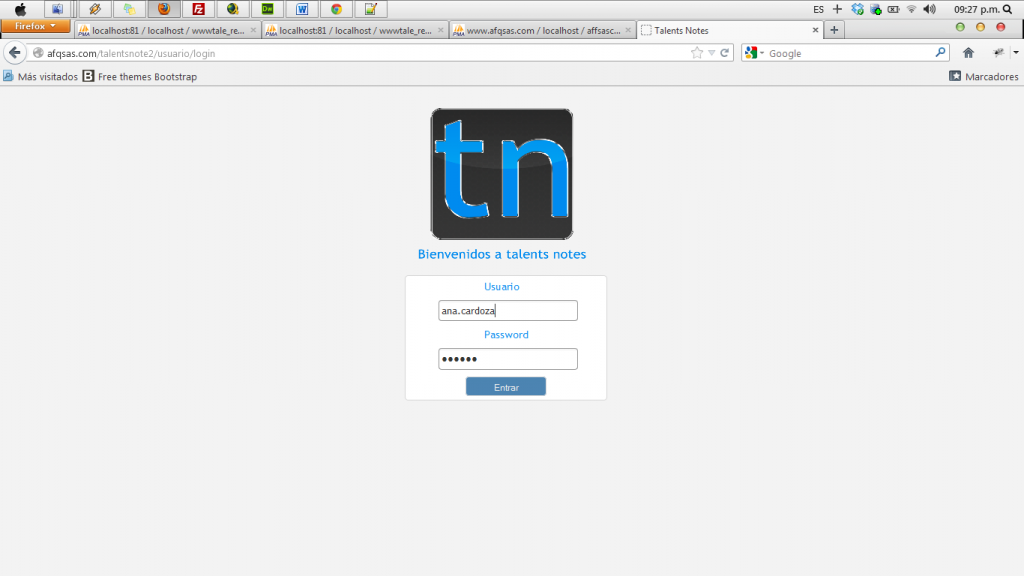 ES
09:27 p.m.
Firefox
localhost:81 / localhost / wwwtale_re...
localhost:81 / localhost / wwwtale_re...
www.afqsas.com / localhost / affsasc...
Talents Notes
afqsas.com/talentsnote2/usuario/login
Google
Más visitados
Free themes Bootstrap
Marcadores
tn
Bienvenidos a talents notes
Usuario
ana.cardoza
Password
Entrar